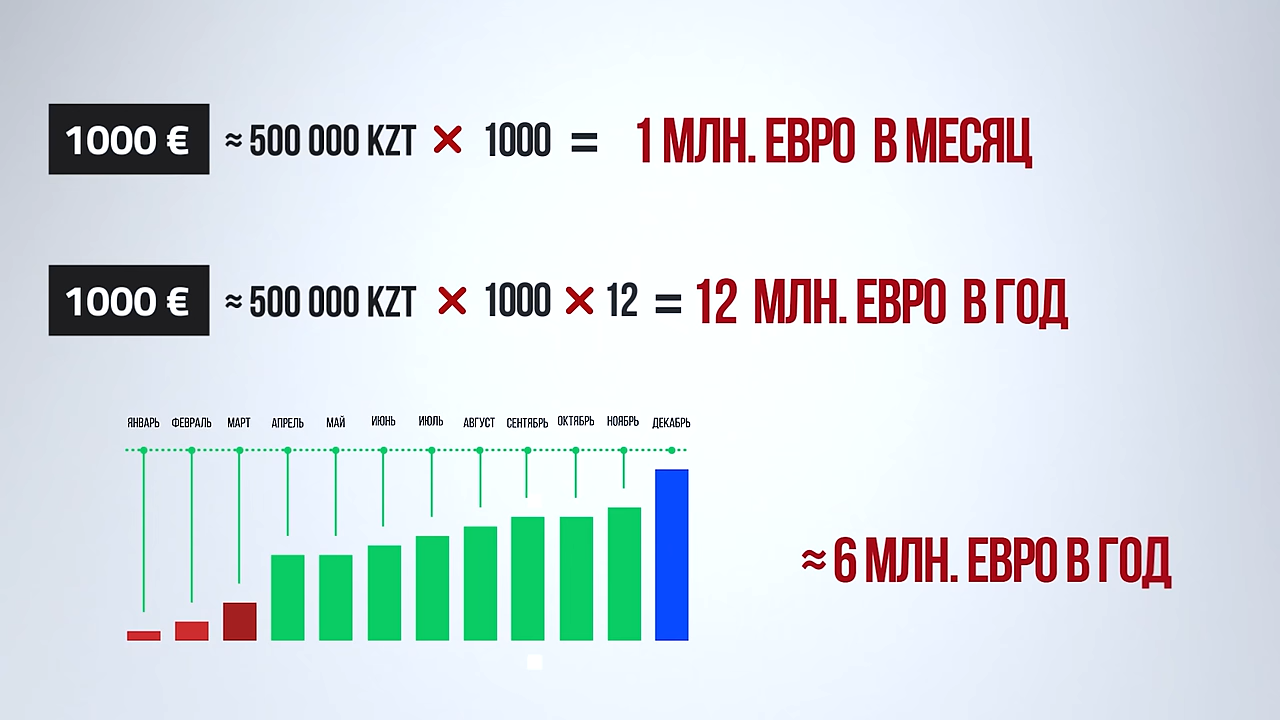 1000 € ≈ 500 000 KZT × 1000 = 1 МЛН. ЕВРО В МЕСЯЦ
1000 € ≈ 500 000 KZT × 1000 × 12 = 12 МЛН. ЕВРО В ГОД
ЯНВАРЬ ФЕВРАЛЬ МАРТ АПРЕЛЬ МАЙ ИЮНЬ ИЮЛЬ АВГУСТ СЕНТЯБРЬ ОКТЯБРЬ НОЯБРЬ ДЕКАБРЬ
≈ 6 МЛН. ЕВРО В ГОД